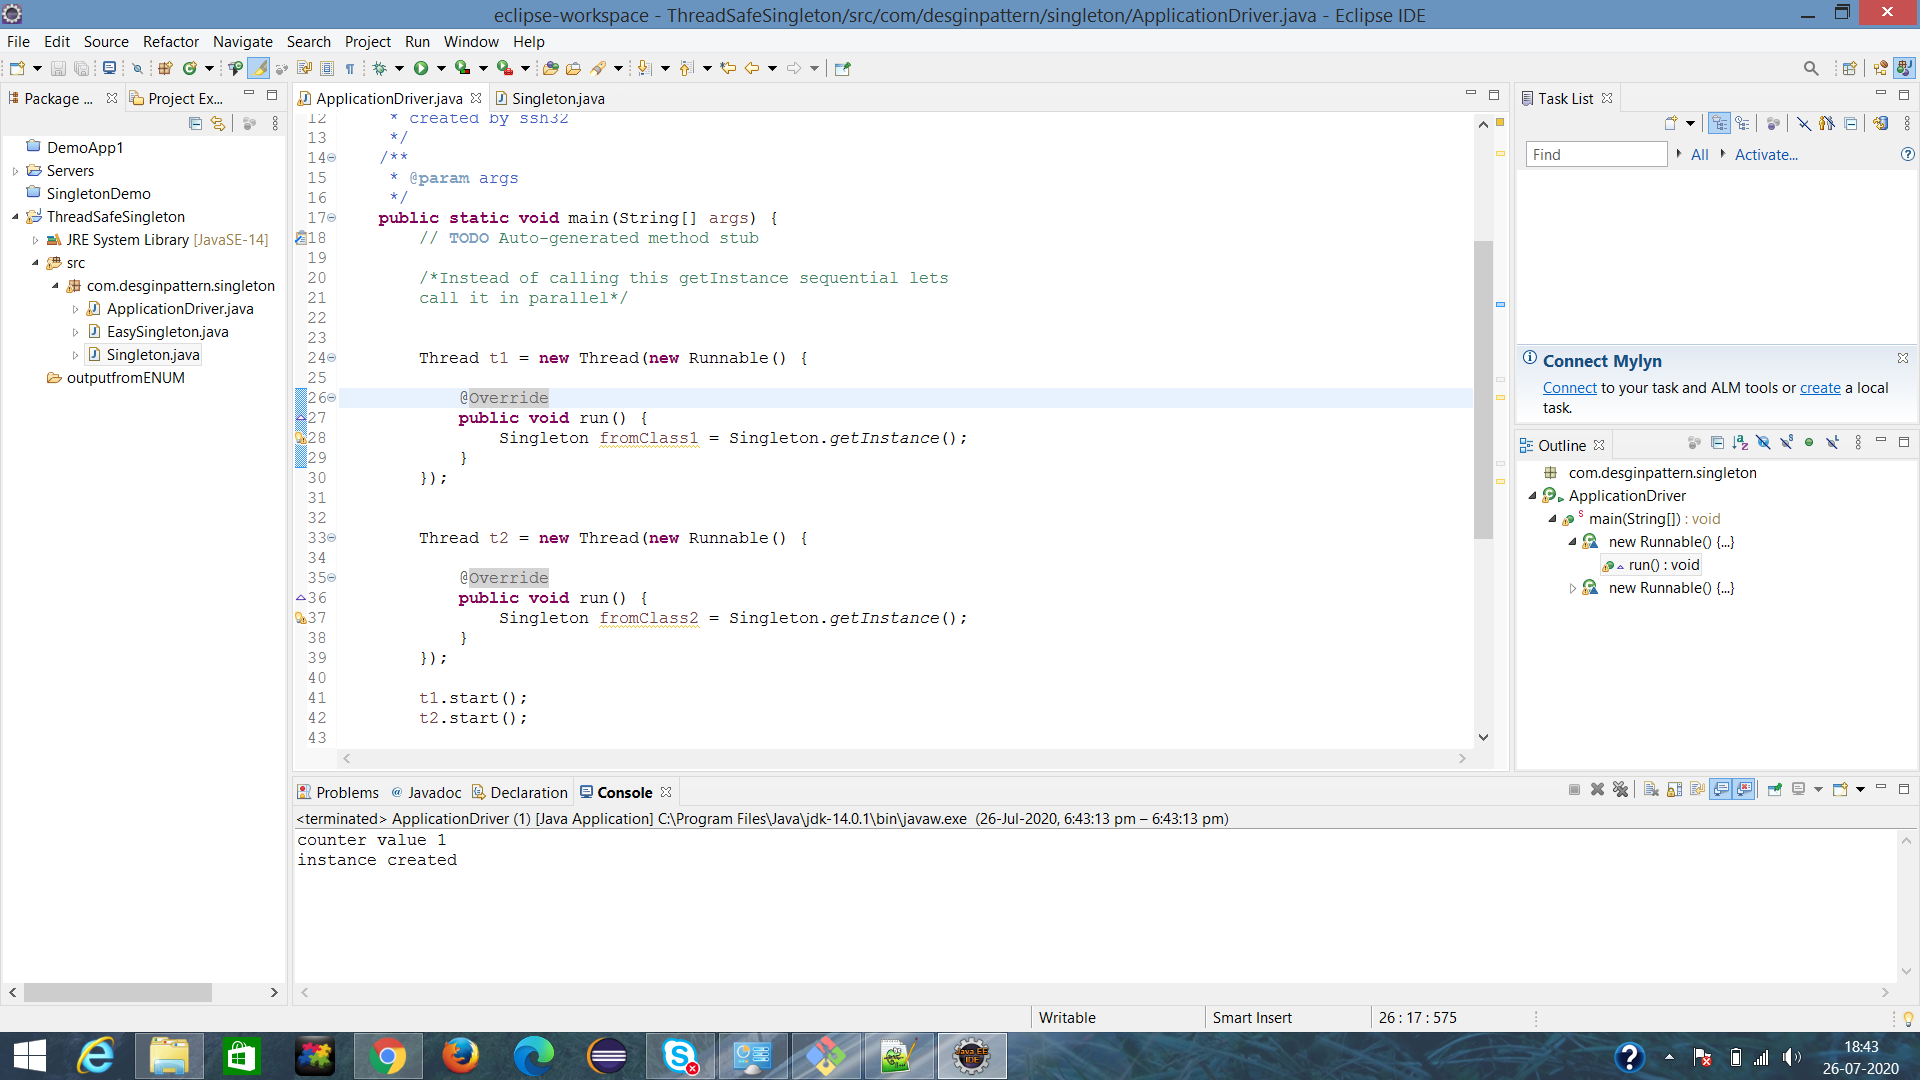 eclipse-workspace - ThreadSafeSingleton/src/com/desginpattern/singleton/ApplicationDriver.java - Eclipse IDE
File Edit Source Refactor Navigate Search Project Run Window Help
Package ... Project Ex...
DemoApp1
Servers
SingletonDemo
ThreadSafeSingleton
JRE System Library [JavaSE-14]
src
com.desginpattern.singleton
ApplicationDriver.java
EasySingleton.java
Singleton.java
outputfromENUM
ApplicationDriver.java Singleton.java
12 * created by ssh32
13 */
14 /**
15 * @param args
16 */
17 public static void main(String[] args) {
18 // TODO Auto-generated method stub
19
20 /*Instead of calling this getInstance sequential lets
21 call it in parallel*/
22
23
24 Thread t1 = new Thread(new Runnable() {
25
26 @Override
27 public void run() {
28 Singleton fromClass1 = Singleton.getInstance();
29 }
30 });
31
32
33 Thread t2 = new Thread(new Runnable() {
34
35 @Override
36 public void run() {
37 Singleton fromClass2 = Singleton.getInstance();
38 }
39 });
40
41 t1.start();
42 t2.start();
43
Task List
Find All Activate...
Connect Mylyn
Connect to your task and ALM tools or create a local
task.
Outline
com.desginpattern.singleton
ApplicationDriver
main(String[]) : void
new Runnable() {...}
run() : void
new Runnable() {...}
Problems @ Javadoc Declaration Console
<terminated> ApplicationDriver (1) [Java Application] C:\Program Files\Java\jdk-14.0.1\bin\javaw.exe (26-Jul-2020, 6:43:13 pm – 6:43:13 pm)
counter value 1
instance created
Writable Smart Insert 26 : 17 : 575
Java EE
IDE
18:43
26-07-2020